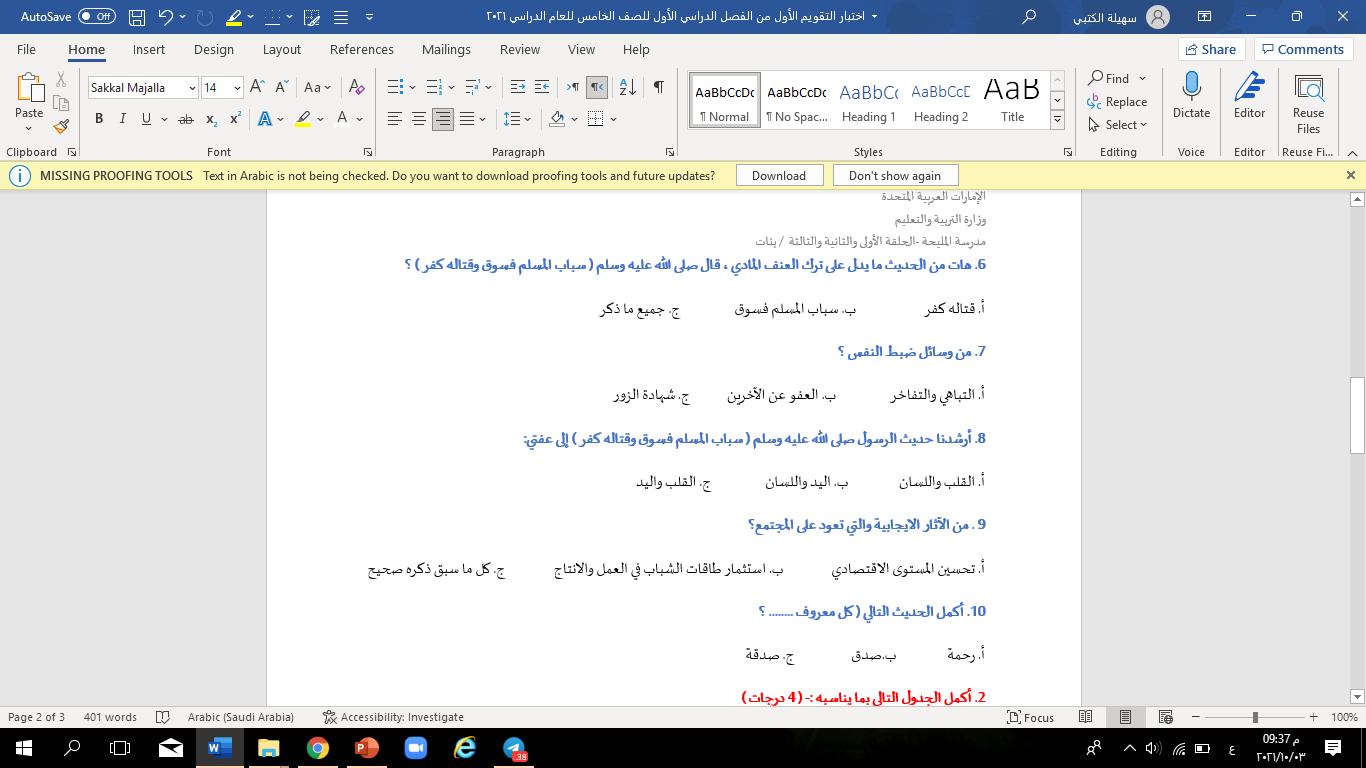 AutoSave Off اختبار التقويم الأول من الفصل الدراسي الأول للصف الخامس للعام الدراسي ٢٠٢١ سهيلة الكتبي
File Home Insert Design Layout References Mailings Review View Help Share Comments
Sakkal Majalla 14 A A Aa A
Paste
B I U ab x₂ x² A A
AaBbCcDc AaBbCcDc AaBbCc AaBbCcD AaB
¶ Normal ¶ No Spac... Heading 1 Heading 2 Title
Find
Replace
Select
Dictate
Editor
Reuse Files
Clipboard Font Paragraph Styles Editing Voice Editor Reuse Fi...
MISSING PROOFING TOOLS Text in Arabic is not being checked. Do you want to download proofing tools and future updates? Download Don't show again
الإمارات العربية المتحدة
وزارة التربية والتعليم
مدرسة المليحة -الحلقة الأولى والثانية والثالثة / بنات
6. هات من الحديث ما يدل على ترك العنف المادي ، قال صلى الله عليه وسلم ( سباب المسلم فسوق وقتاله كفر ) ؟
أ. قتاله كفر ب. سباب المسلم فسوق ج. جميع ما ذكر
7. من وسائل ضبط النفس ؟
أ. التباهي والتفاخر ب. العفو عن الآخرين ج. شهادة الزور
8. أرشدنا حديث الرسول صلى الله عليه وسلم ( سباب المسلم فسوق وقتاله كفر ) إلى عفتي:
أ. القلب واللسان ب. اليد واللسان ج. القلب واليد
9 . من الآثار الايجابية والتي تعود على المجتمع؟
أ. تحسين المستوى الاقتصادي ب. استثمار طاقات الشباب في العمل والانتاج ج. كل ما سبق ذكره صحيح
10. أكمل الحديث التالي ( كل معروف ........ ؟
أ. رحمة ب.صدق ج. صدقة
2. أكمل الجدول التالي بما يناسبه :- ( 4 درجات )
Page 2 of 3 401 words Arabic (Saudi Arabia) Accessibility: Investigate Focus 100%
38
ع
09:37 م
٢٠٢١/١٠/٠٣